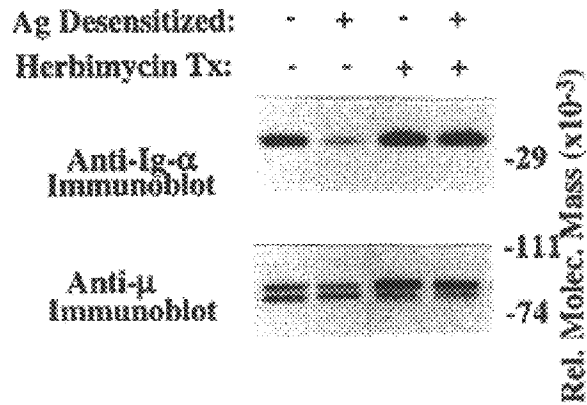 Ag Desensitized: - + - +
Herbimycin Tx: - - + +
Anti-Ig-α
Immunoblot
-29
Anti-μ
Immunoblot
-111
-74
Rel. Molec. Mass (x10-3)